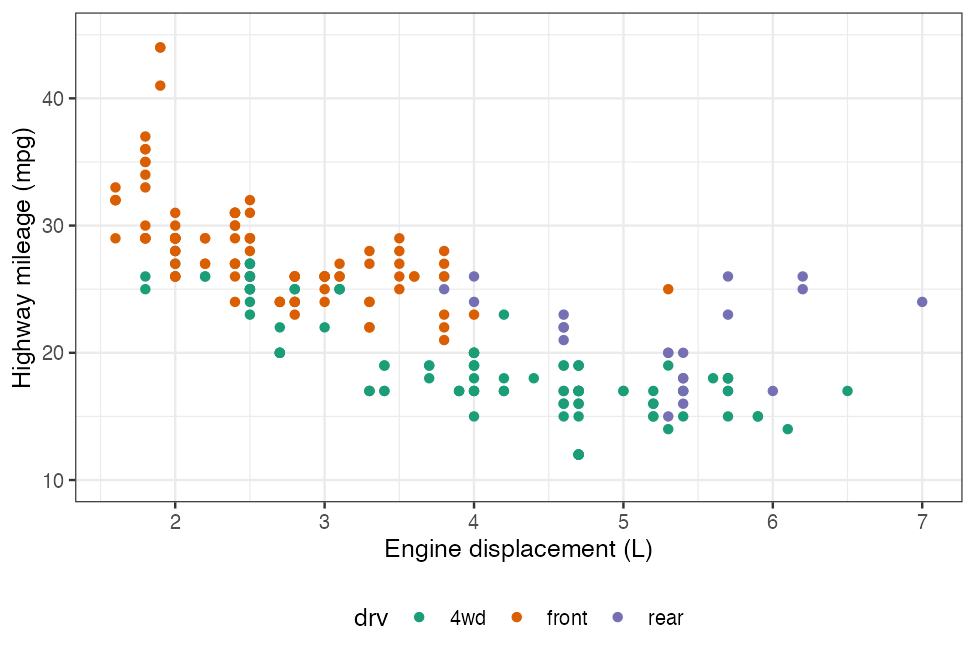 Highway mileage (mpg)
40
30
20
10
2 3 4 5 6 7
Engine displacement (L)
drv 4wd front rear